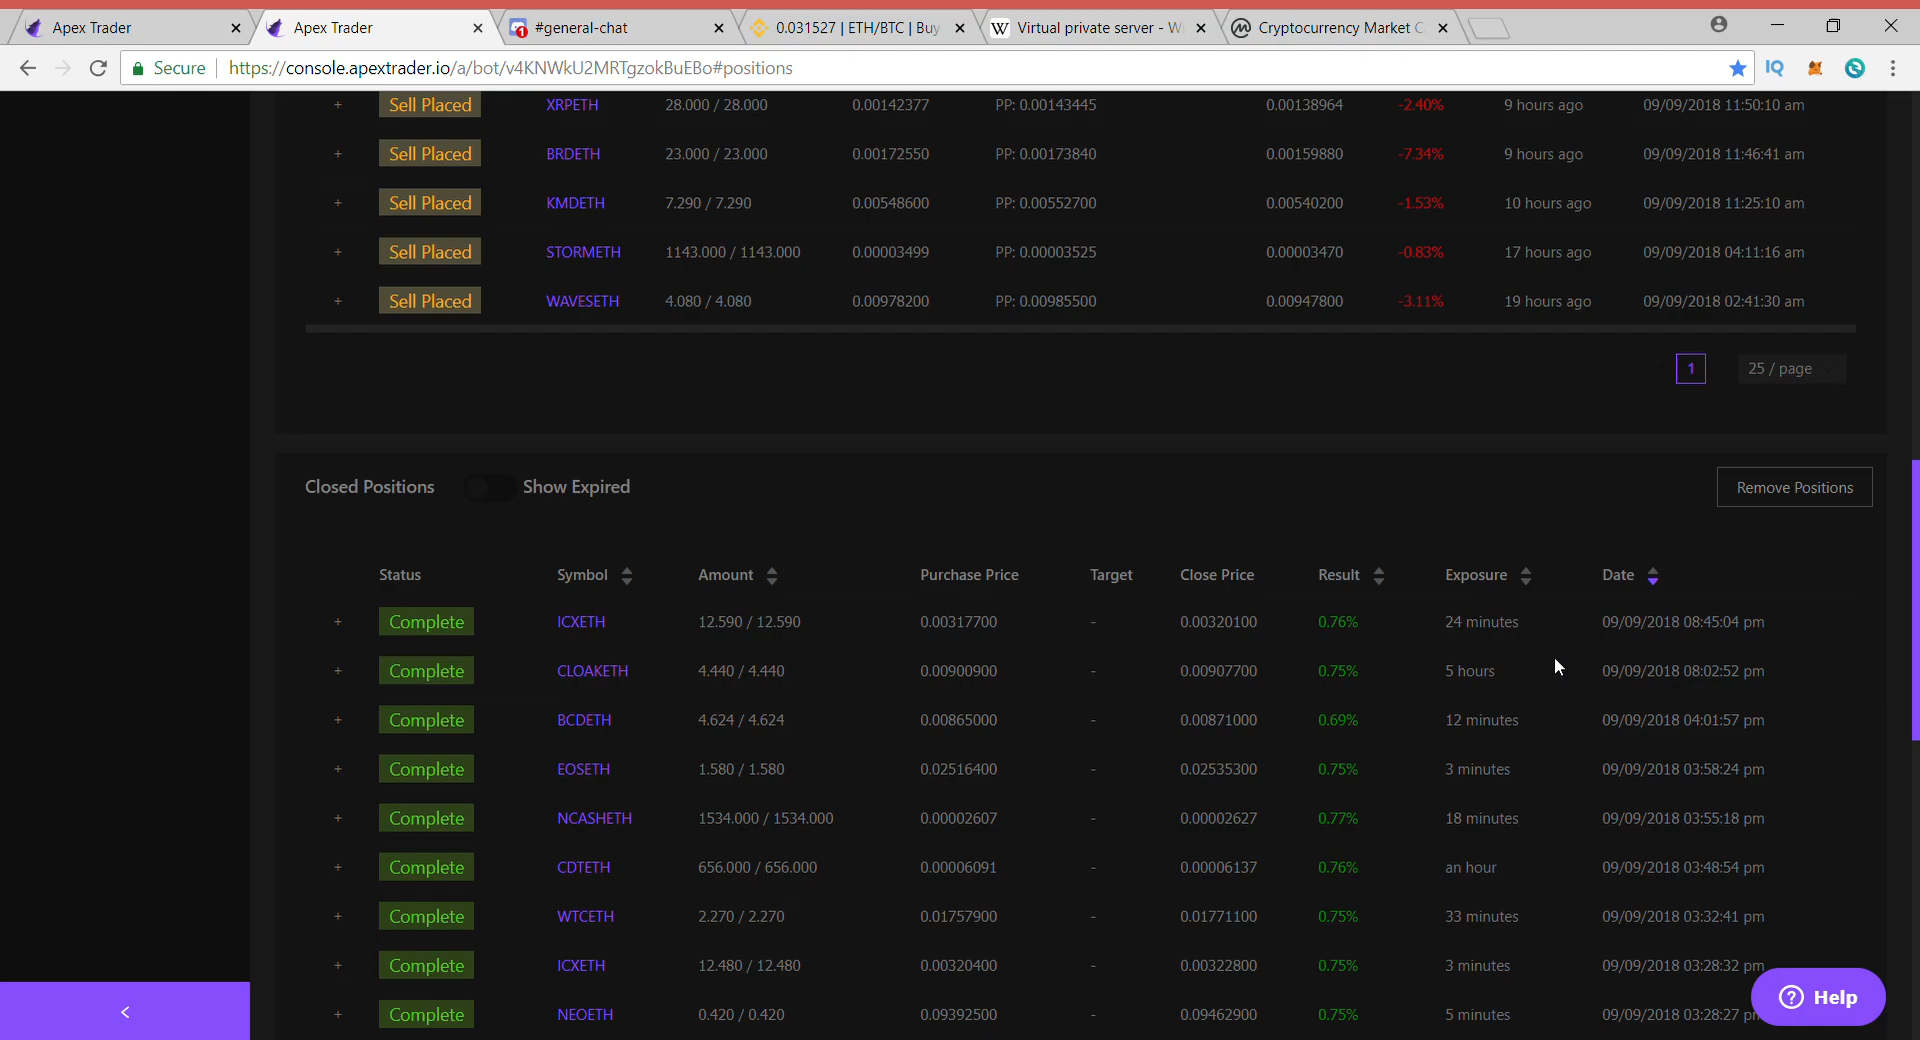 Apex Trader Apex Trader 1 #general-chat 0.031527 | ETH/BTC | Buy Virtual private server - W Cryptocurrency Market C
Secure https://console.apextrader.io/a/bot/v4KNWkU2MRTgzokBuEBo#positions IQ
+ Sell Placed XRPETH 28.000 / 28.000 0.00142377 PP: 0.00143445 0.00138964 -2.40% 9 hours ago 09/09/2018 11:50:10 am
+ Sell Placed BRDETH 23.000 / 23.000 0.00172550 PP: 0.00173840 0.00159880 -7.34% 9 hours ago 09/09/2018 11:46:41 am
+ Sell Placed KMDETH 7.290 / 7.290 0.00548600 PP: 0.00552700 0.00540200 -1.53% 10 hours ago 09/09/2018 11:25:10 am
+ Sell Placed STORMETH 1143.000 / 1143.000 0.00003499 PP: 0.00003525 0.00003470 -0.83% 17 hours ago 09/09/2018 04:11:16 am
+ Sell Placed WAVESETH 4.080 / 4.080 0.00978200 PP: 0.00985500 0.00947800 -3.11% 19 hours ago 09/09/2018 02:41:30 am
1 25 / page
Closed Positions Show Expired Remove Positions
Status Symbol Amount Purchase Price Target Close Price Result Exposure Date
+ Complete ICXETH 12.590 / 12.590 0.00317700 - 0.00320100 0.76% 24 minutes 09/09/2018 08:45:04 pm
+ Complete CLOAKETH 4.440 / 4.440 0.00900900 - 0.00907700 0.75% 5 hours 09/09/2018 08:02:52 pm
+ Complete BCDETH 4.624 / 4.624 0.00865000 - 0.00871000 0.69% 12 minutes 09/09/2018 04:01:57 pm
+ Complete EOSETH 1.580 / 1.580 0.02516400 - 0.02535300 0.75% 3 minutes 09/09/2018 03:58:24 pm
+ Complete NCASHETH 1534.000 / 1534.000 0.00002607 - 0.00002627 0.77% 18 minutes 09/09/2018 03:55:18 pm
+ Complete CDTETH 656.000 / 656.000 0.00006091 - 0.00006137 0.76% an hour 09/09/2018 03:48:54 pm
+ Complete WTCETH 2.270 / 2.270 0.01757900 - 0.01771100 0.75% 33 minutes 09/09/2018 03:32:41 pm
+ Complete ICXETH 12.480 / 12.480 0.00320400 - 0.00322800 0.75% 3 minutes 09/09/2018 03:28:32 pm
+ Complete NEOETH 0.420 / 0.420 0.09392500 - 0.09462900 0.75% 5 minutes 09/09/2018 03:28:27 pm
< ? Help